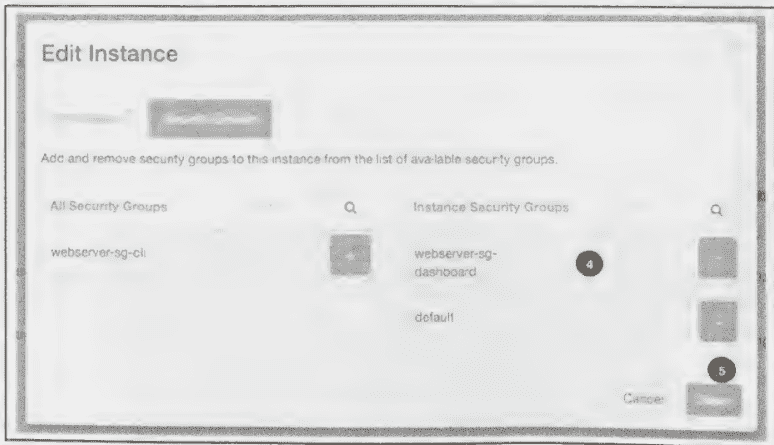 Edit Instance
Add and remove security groups to this instance from the list of available security groups.
All Security Groups
Instance Security Groups
webserver-sg-cli
+
webserver-sg-
dashboard
4
-
default
-
5
Cancel